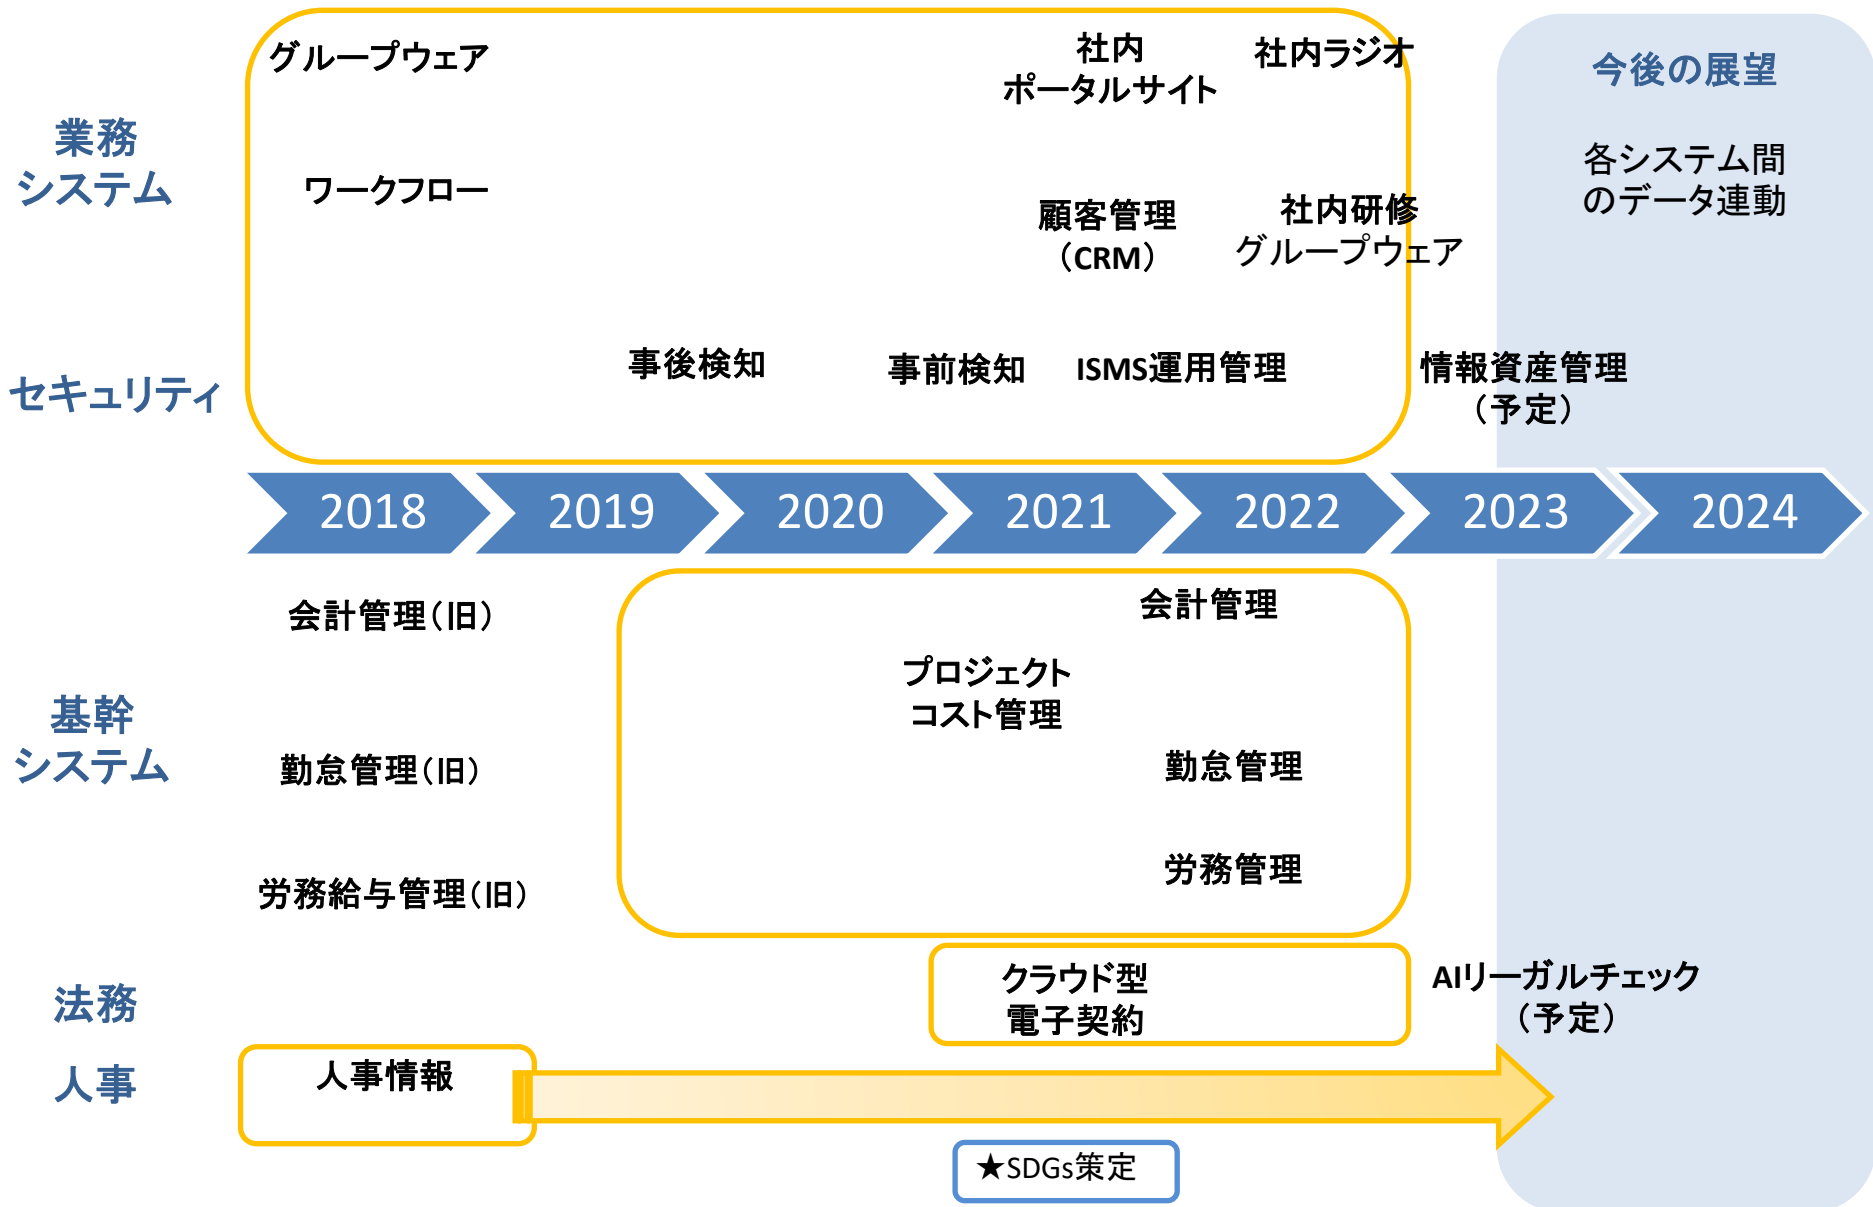 グループウェア
社内
ポータルサイト
社内ラジオ
今後の展望
業務
システム
ワークフロー
顧客管理
（CRM）
社内研修
グループウェア
各システム間
のデータ連動
セキュリティ
事後検知
事前検知
ISMS運用管理
情報資産管理
（予定）
2018
2019
2020
2021
2022
2023
2024
会計管理（旧）
会計管理
プロジェクト
コスト管理
基幹
システム
勤怠管理（旧）
勤怠管理
労務給与管理（旧）
労務管理
法務
クラウド型
電子契約
AIリーガルチェック
（予定）
人事
人事情報
★SDGs策定